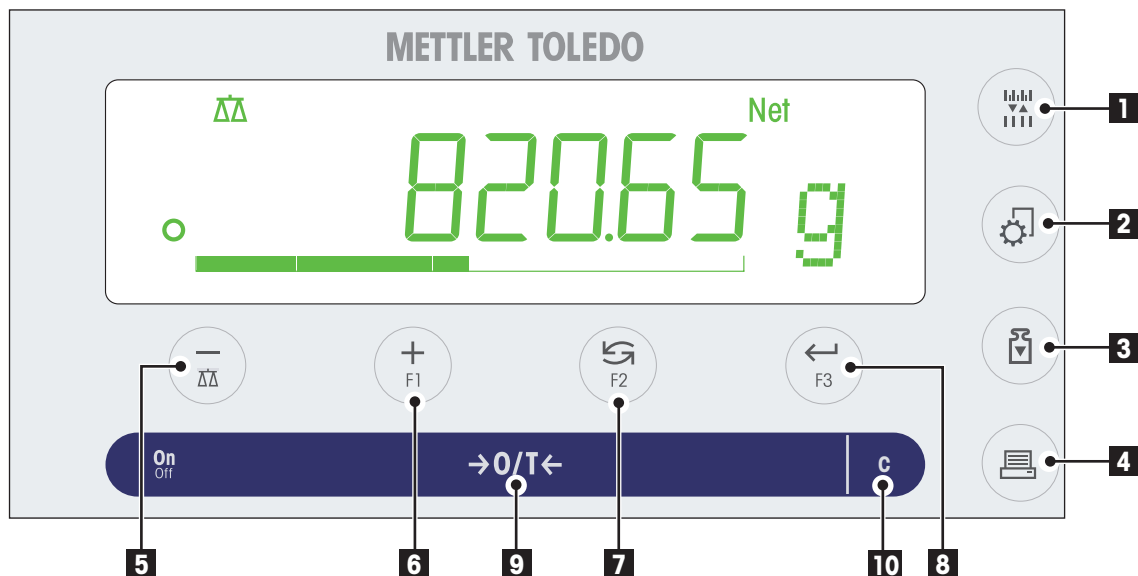 METTLER TOLEDO
Net
820.65 g
1
2
3
4
F1
F2
F3
On
Off
→0/T←
C
5
6
9
7
10
8